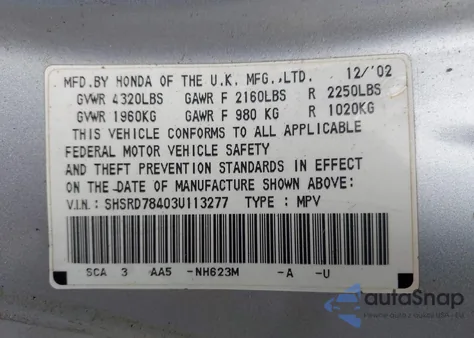 MFD.BY HONDA OF THE U.K. MFG.,LTD. 12/'02
GVWR 4320LBS GAWR F 2160LBS R 2250LBS
GVWR 1960KG GAWR F 980 KG R 1020KG
THIS VEHICLE CONFORMS TO ALL APPLICABLE
FEDERAL MOTOR VEHICLE SAFETY
AND THEFT PREVENTION STANDARDS IN EFFECT
ON THE DATE OF MANUFACTURE SHOWN ABOVE:
V.I.N.: SHSRD78403U113277 TYPE : MPV
SCA 3 AA5 -NH623M -A -U
autoSnap